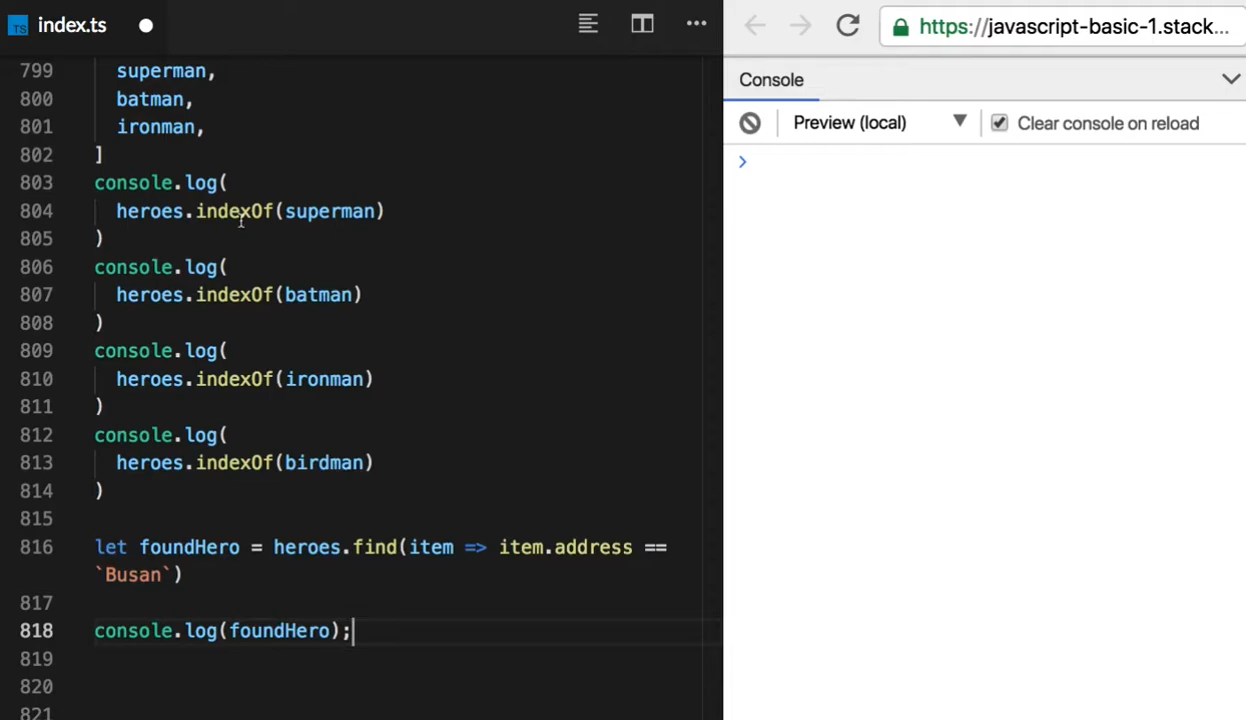 TS index.ts
https://javascript-basic-1.stack...
Console
Preview (local)
Clear console on reload
799 superman,
800 batman,
801 ironman,
802 ]
803 console.log(
804 heroes.indexOf(superman)
805 )
806 console.log(
807 heroes.indexOf(batman)
808 )
809 console.log(
810 heroes.indexOf(ironman)
811 )
812 console.log(
813 heroes.indexOf(birdman)
814 )
815
816 let foundHero = heroes.find(item => item.address ==
`Busan`)
817
818 console.log(foundHero);
819
820
821